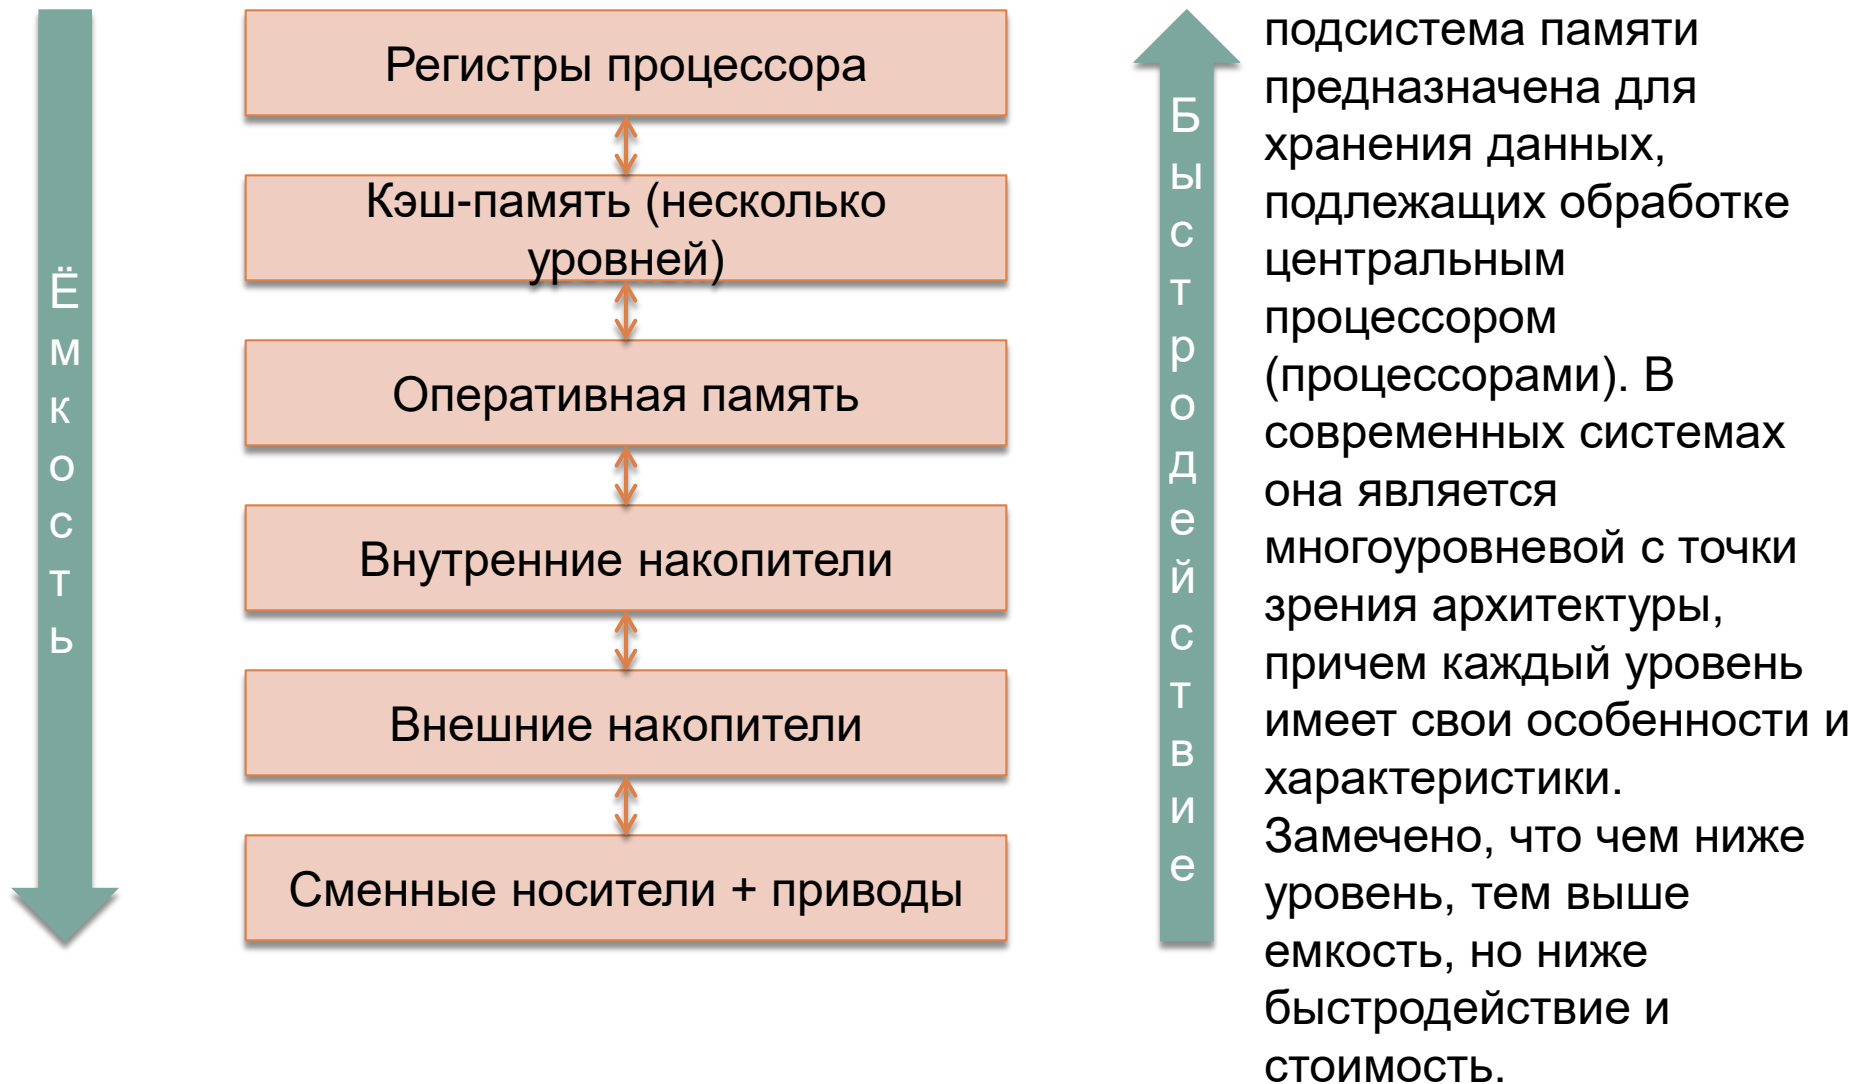 Ёмкость
Регистры процессора
Кэш-память (несколько
уровней)
Оперативная память
Внутренние накопители
Внешние накопители
Сменные носители + приводы
Быстродействие
подсистема памяти
предназначена для
хранения данных,
подлежащих обработке
центральным
процессором
(процессорами). В
современных системах
она является
многоуровневой с точки
зрения архитектуры,
причем каждый уровень
имеет свои особенности и
характеристики.
Замечено, что чем ниже
уровень, тем выше
емкость, но ниже
быстродействие и
стоимость.